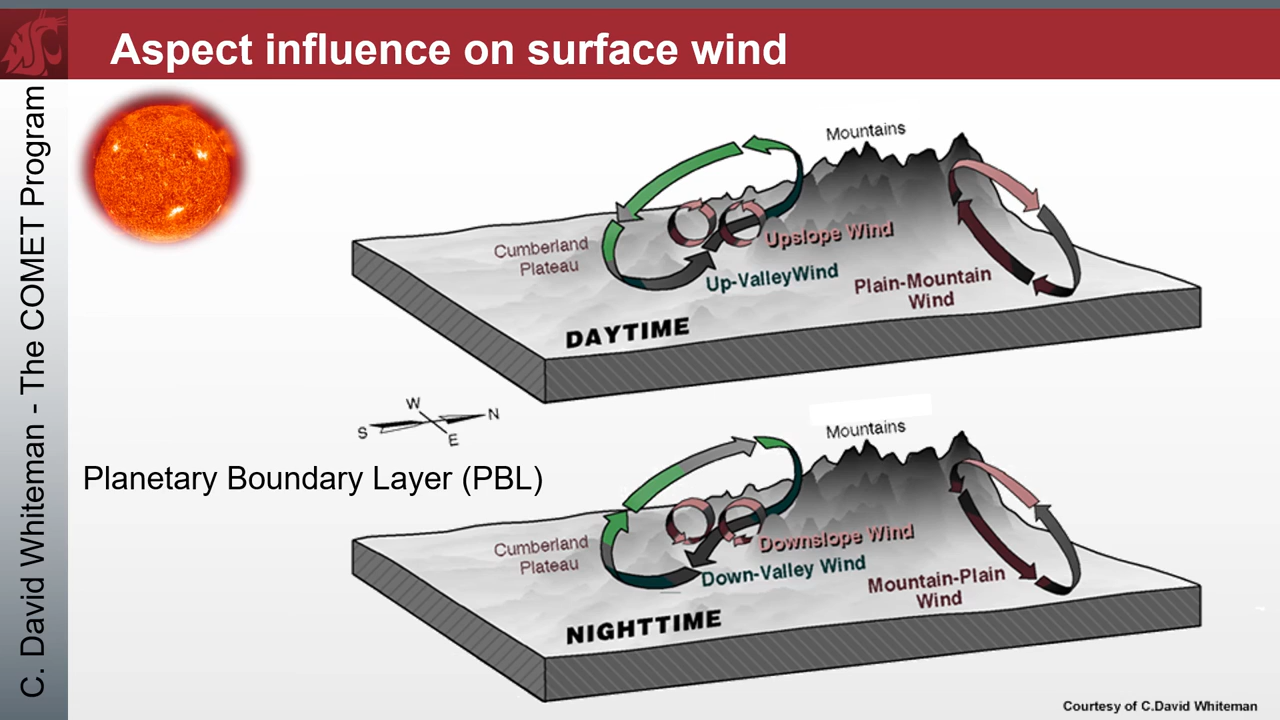 Aspect influence on surface wind
C. David Whiteman - The COMET Program
Mountains
Cumberland
Plateau
Upslope Wind
Up-ValleyWind
Plain-Mountain
Wind
DAYTIME
W
N
S
E
Planetary Boundary Layer (PBL)
Mountains
Cumberland
Plateau
Downslope Wind
Down-Valley Wind
Mountain-Plain
Wind
NIGHTTIME
Courtesy of C.David Whiteman